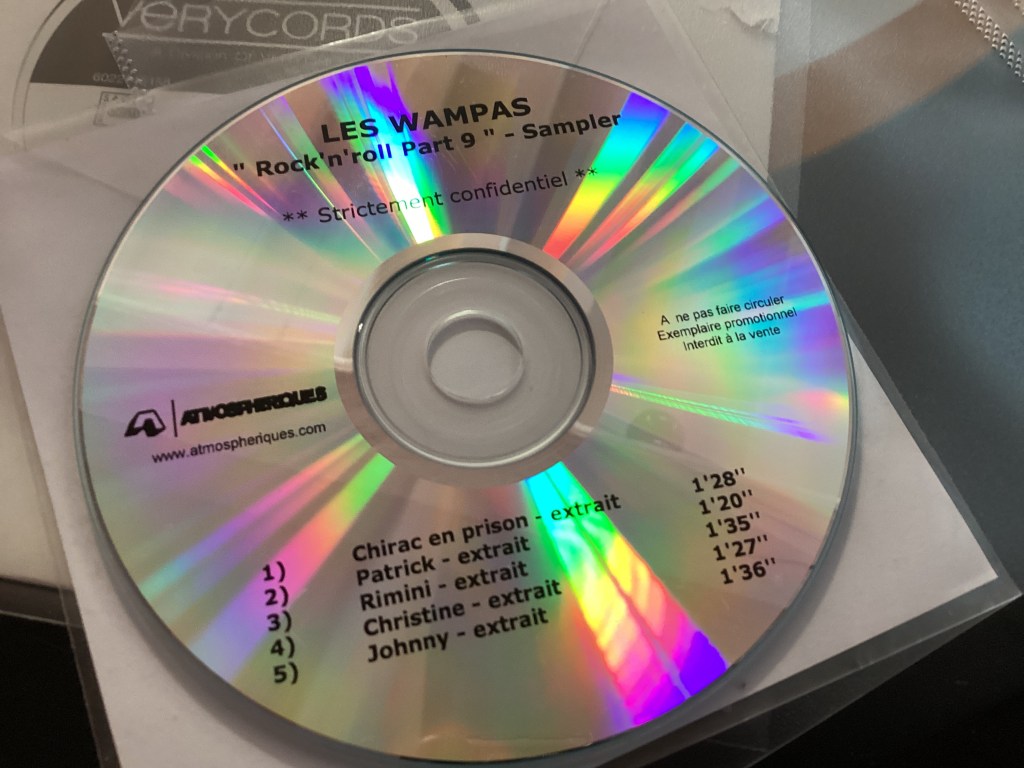 VERYCORDS
LES WAMPAS
" Rock'n'roll Part 9 " - Sampler
** Strictement confidentiel **
A ne pas faire circuler
Exemplaire promotionnel
Interdit à la vente
ATMOSPHERIQUES
www.atmospheriques.com
1) Chirac en prison - extrait 1'28''
2) Patrick - extrait 1'20''
3) Rimini - extrait 1'35''
4) Christine - extrait 1'27''
5) Johnny - extrait 1'36''